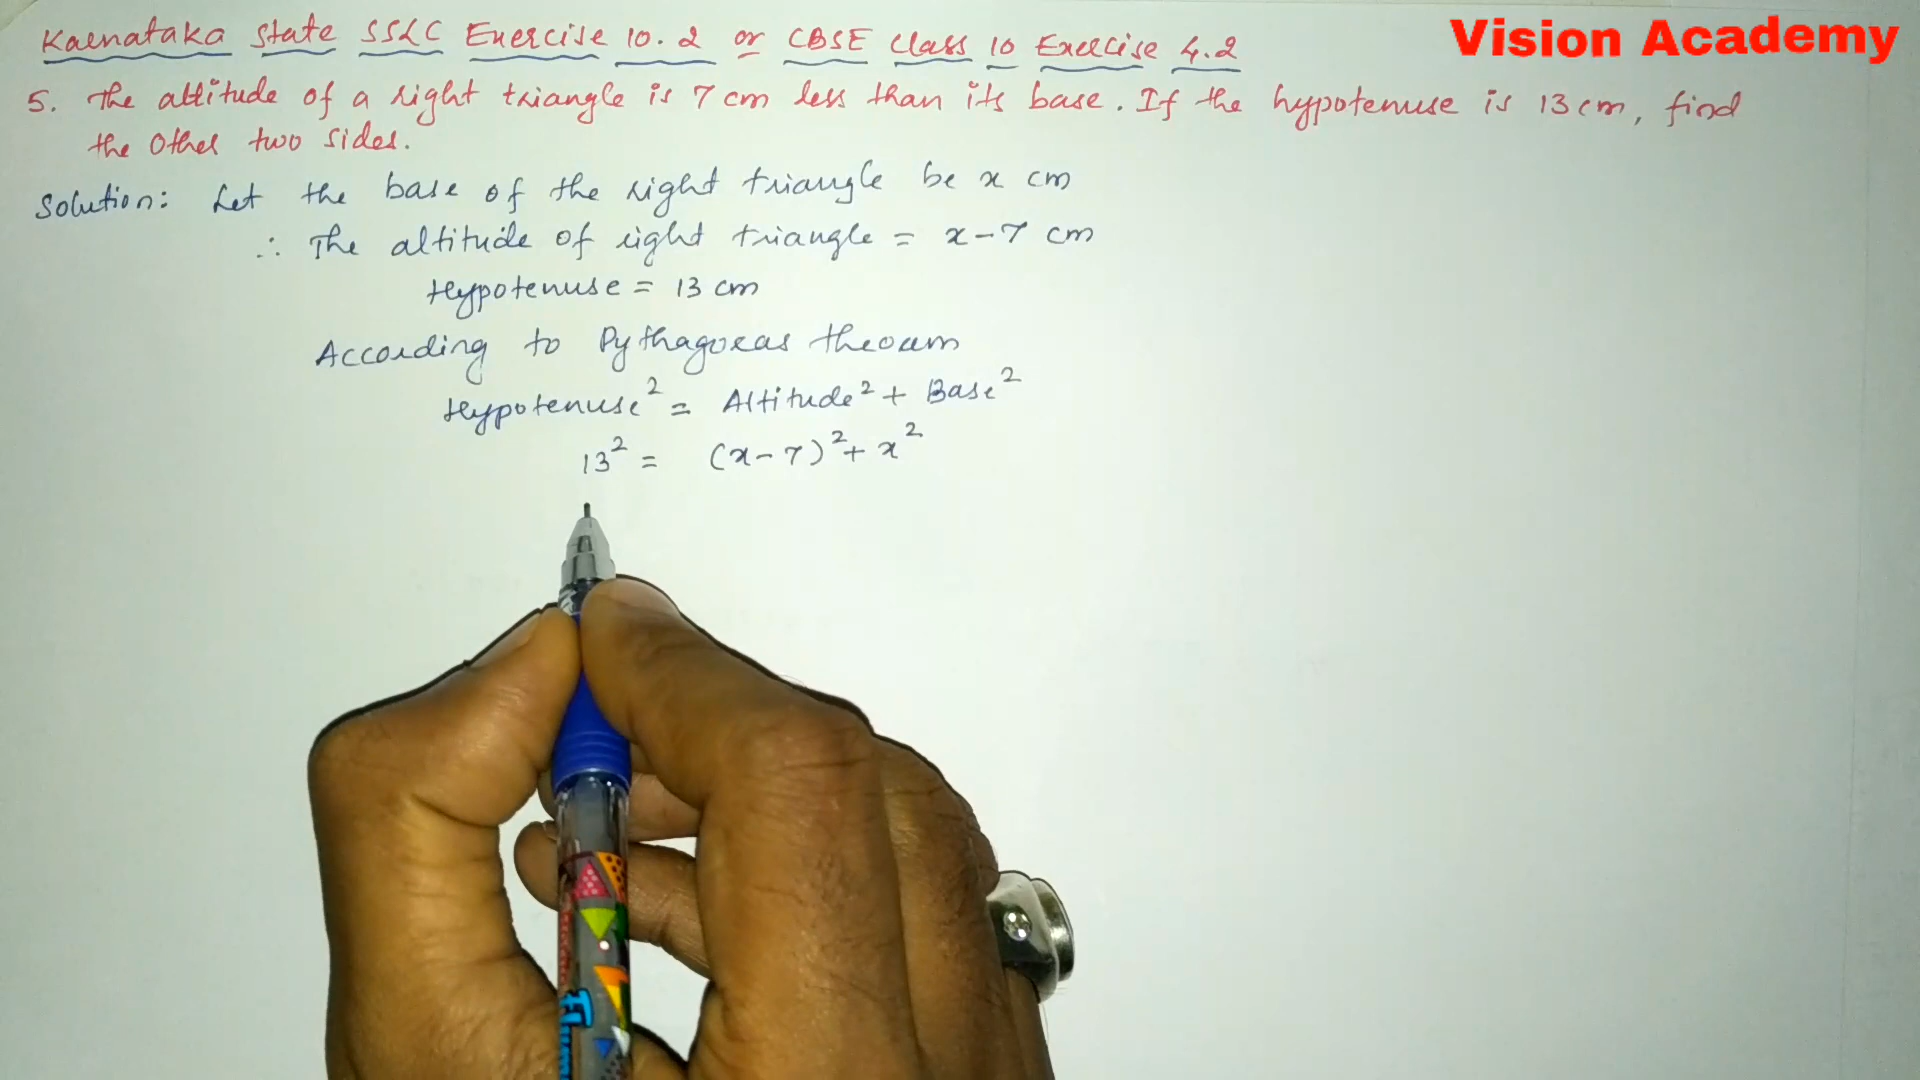 Karnataka State SSLC Exercise 10.2 or CBSE Class 10 Exercise 4.2
Vision Academy
5. The altitude of a right triangle is 7 cm less than its base. If the hypotenuse is 13 cm, find
the other two sides.
Solution: Let the base of the right triangle be x cm
∴ The altitude of right triangle = x-7 cm
Hypotenuse = 13 cm
According to Pythagoras theorem
Hypotenuse² = Altitude² + Base²
13² = (x-7)² + x²